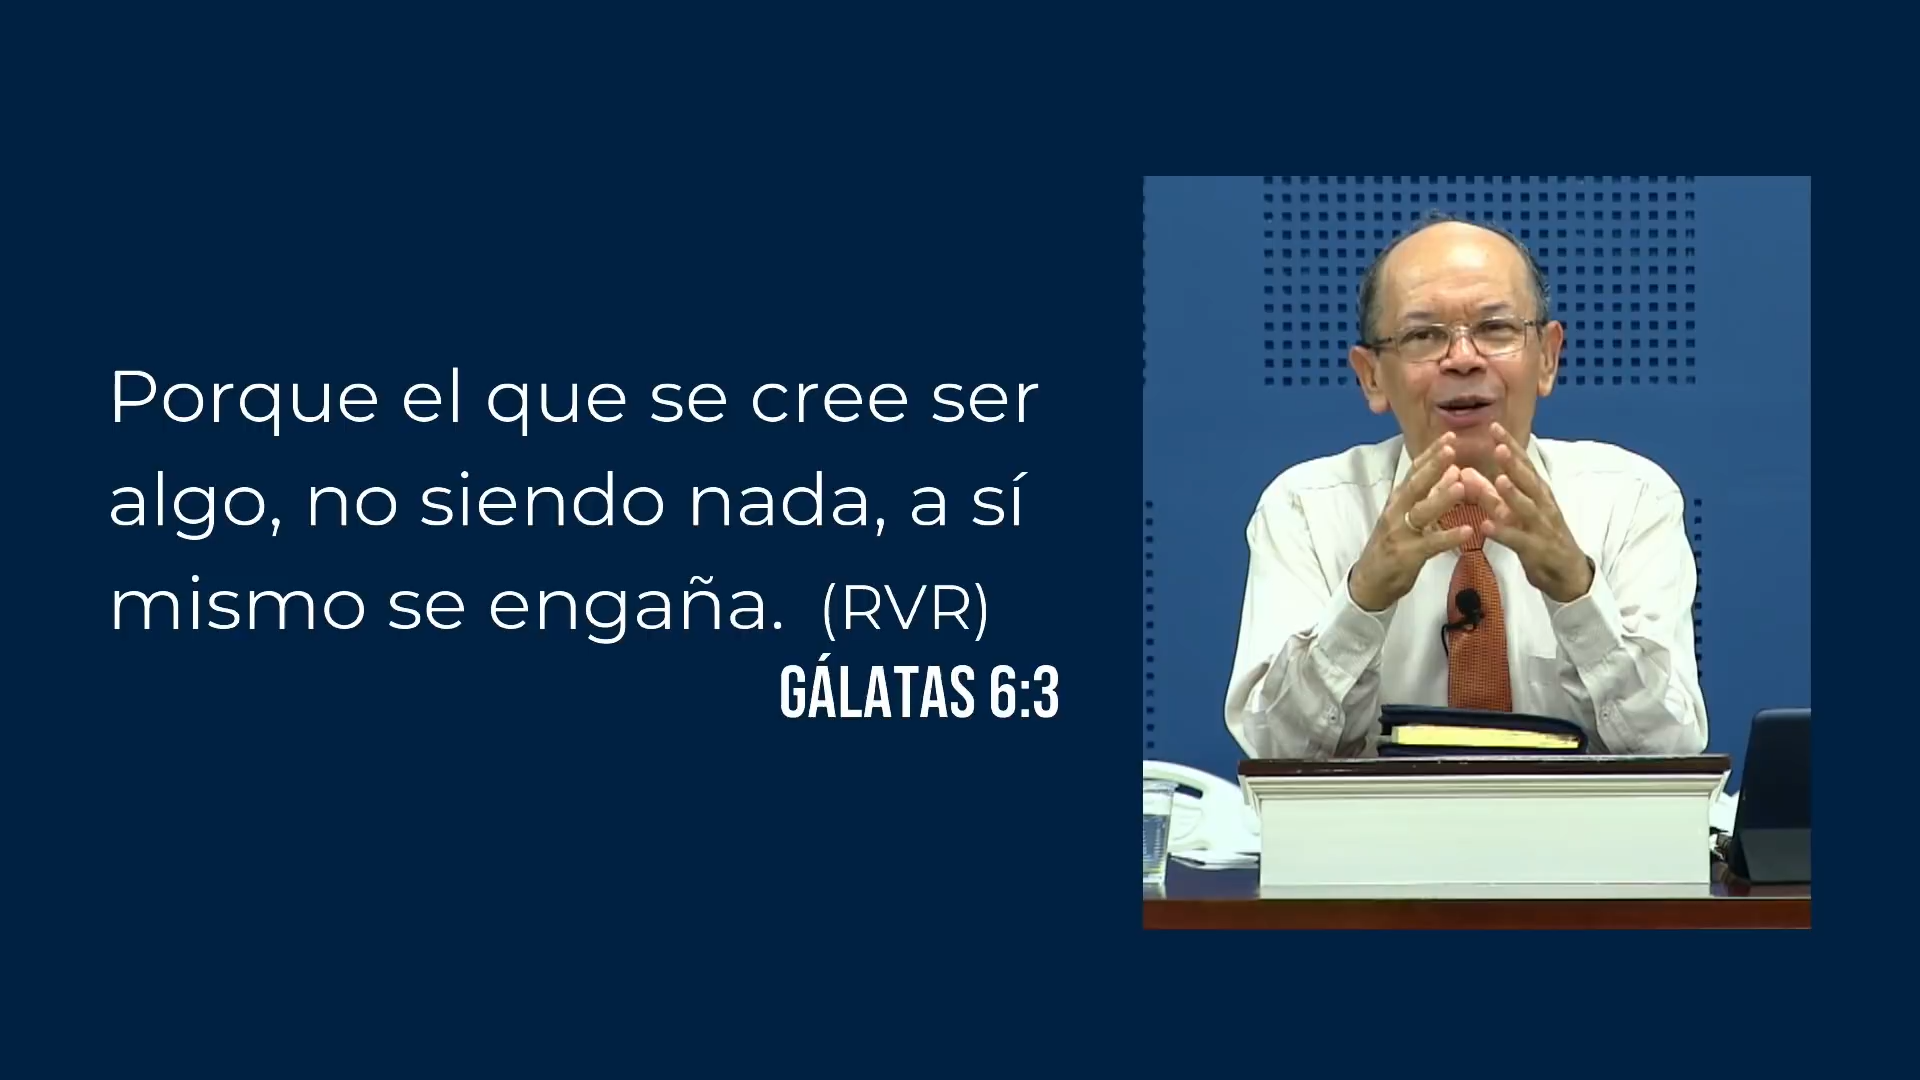 Porque el que se cree ser
algo, no siendo nada, a sí
mismo se engaña. (RVR)
GÁLATAS 6:3